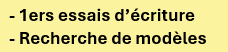 - 1ers essais d’écriture
- Recherche de modèles